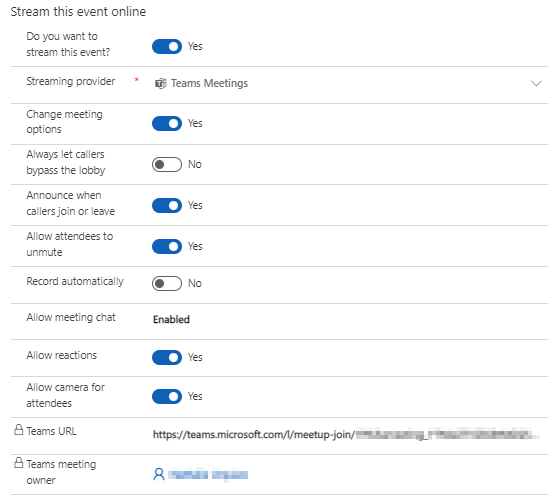 Stream this event online
Do you want to
stream this event?
Yes
Streaming provider
*
Teams Meetings
Change meeting
options
Yes
Always let callers
bypass the lobby
No
Announce when
callers join or leave
Yes
Allow attendees to
unmute
Yes
Record automatically
No
Allow meeting chat
Enabled
Allow reactions
Yes
Allow camera for
attendees
Yes
Teams URL
https://teams.microsoft.com/l/meetup-join/
Teams meeting
owner